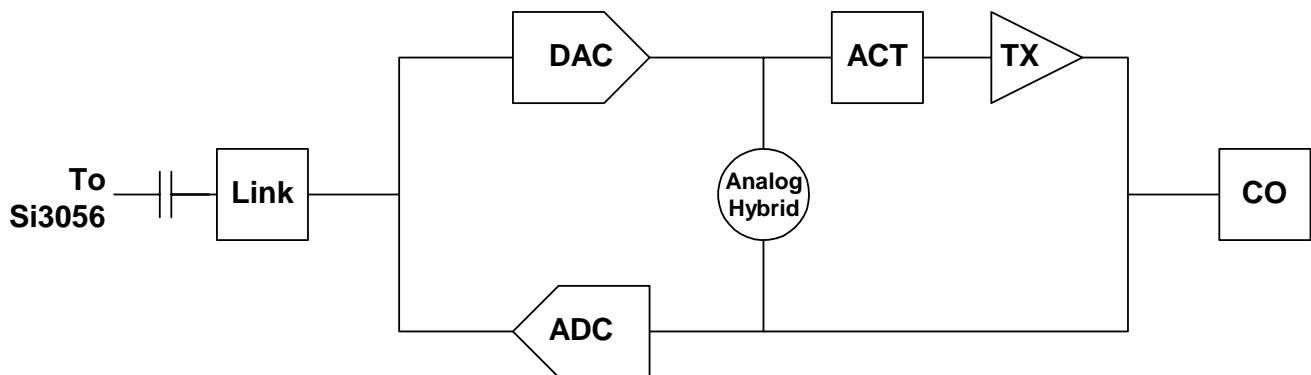 DAC
ACT
TX
To
Si3056
Link
Analog
Hybrid
CO
ADC